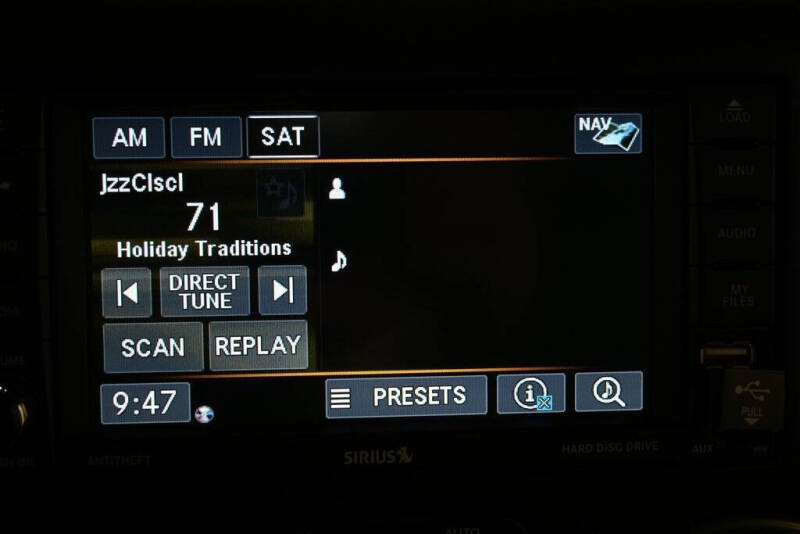 AM FM SAT NAV
LOAD
MENU
JzzClscl
71
Holiday Traditions
AUDIO
DIRECT
TUNE
MY
FILES
SCAN REPLAY
9:47 PRESETS
PULL
ANTITHEFT SIRIUS HARD DISC DRIVE AUX